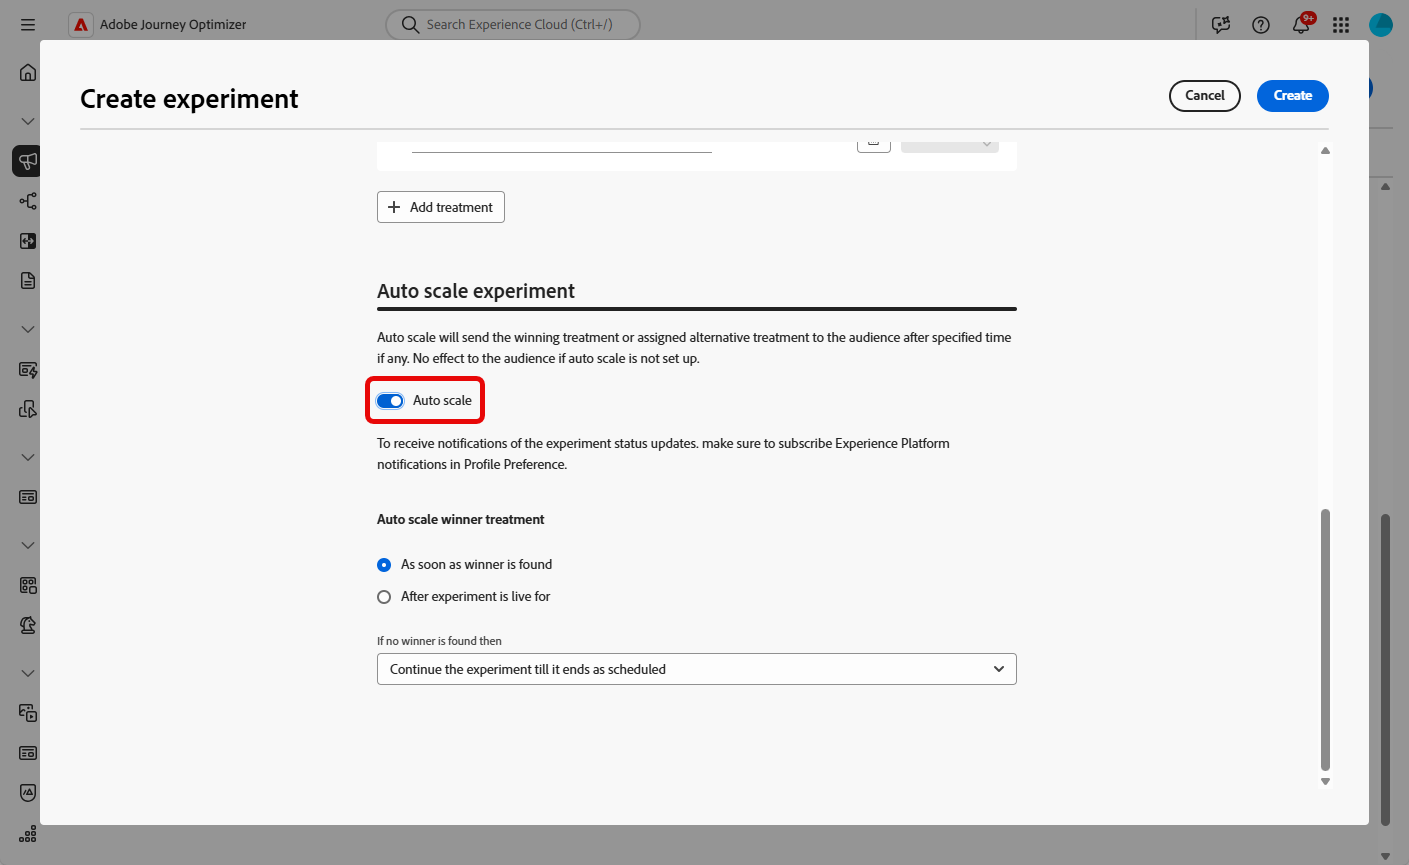 Adobe Journey Optimizer
Search Experience Cloud (Ctrl+/)
9+
Create experiment
Cancel
Create
Add treatment
Auto scale experiment
Auto scale will send the winning treatment or assigned alternative treatment to the audience after specified time
if any. No effect to the audience if auto scale is not set up.
Auto scale
To receive notifications of the experiment status updates. make sure to subscribe Experience Platform
notifications in Profile Preference.
Auto scale winner treatment
As soon as winner is found
After experiment is live for
If no winner is found then
Continue the experiment till it ends as scheduled